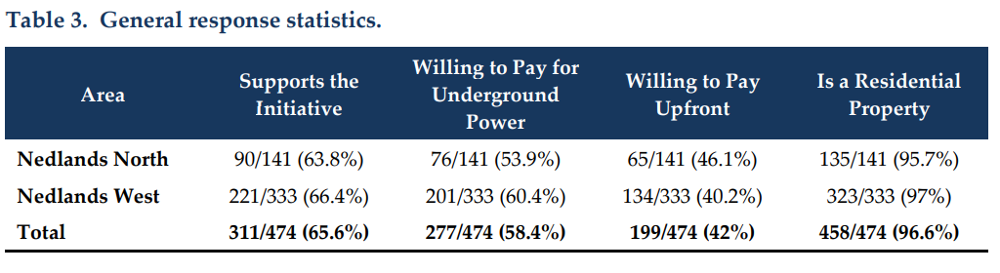 Table 3. General response statistics.
Area Supports the Initiative Willing to Pay for Underground Power Willing to Pay Upfront Is a Residential Property
Nedlands North 90/141 (63.8%) 76/141 (53.9%) 65/141 (46.1%) 135/141 (95.7%)
Nedlands West 221/333 (66.4%) 201/333 (60.4%) 134/333 (40.2%) 323/333 (97%)
Total 311/474 (65.6%) 277/474 (58.4%) 199/474 (42%) 458/474 (96.6%)